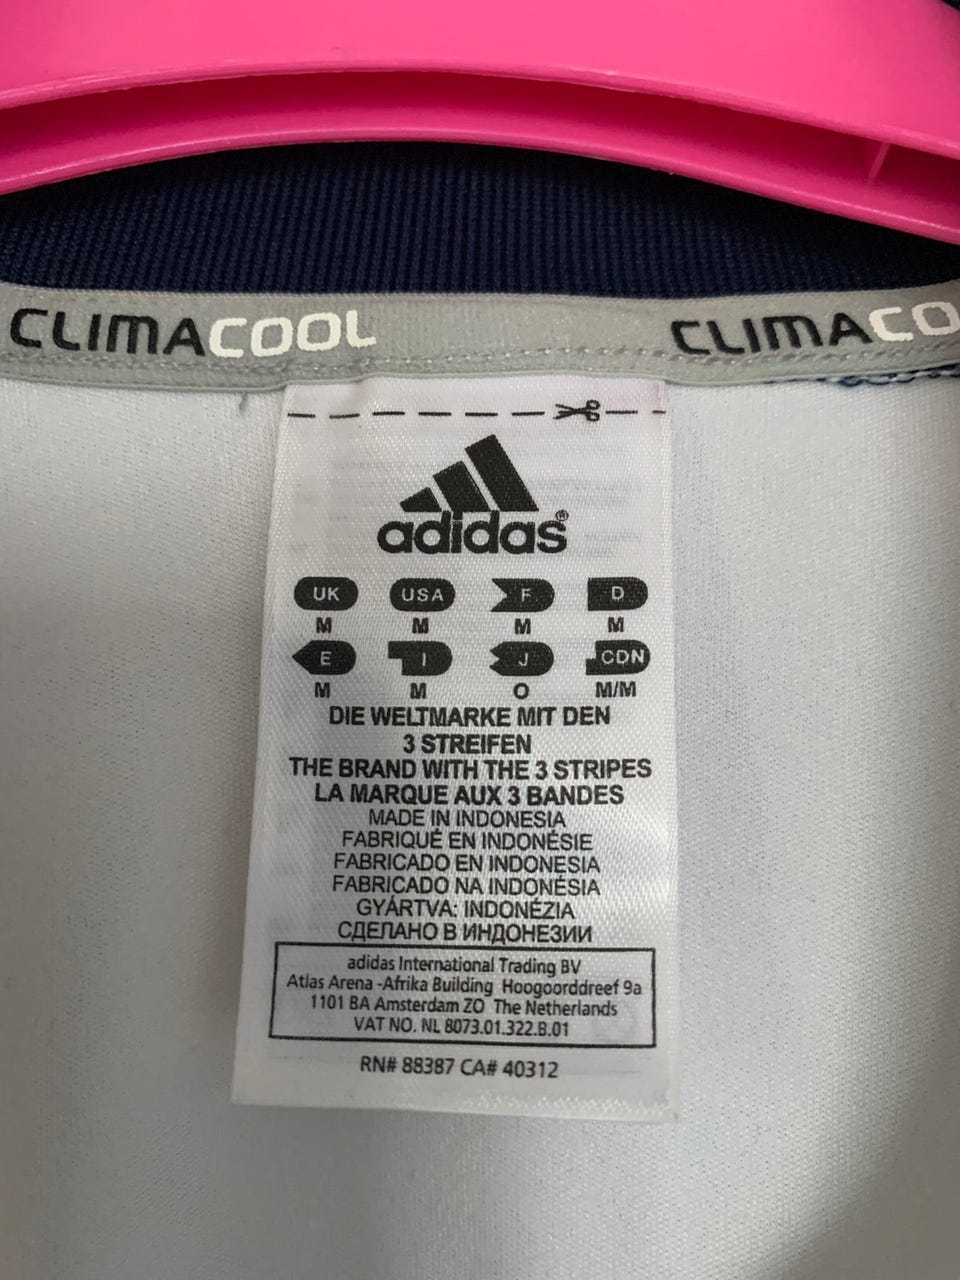 CLIMACOOL CLIMACO
adidas®
UK USA F D
M M M M
E I J CDN
M M O M/M
DIE WELTMARKE MIT DEN
3 STREIFEN
THE BRAND WITH THE 3 STRIPES
LA MARQUE AUX 3 BANDES
MADE IN INDONESIA
FABRIQUÉ EN INDONÉSIE
FABRICADO EN INDONESIA
FABRICADO NA INDONÉSIA
GYÁRTVA: INDONÉZIA
СДЕЛАНО В ИНДОНЕЗИИ
adidas International Trading BV
Atlas Arena -Afrika Building Hoogoorddreef 9a
1101 BA Amsterdam ZO The Netherlands
VAT NO. NL 8073.01.322.B.01
RN# 88387 CA# 40312